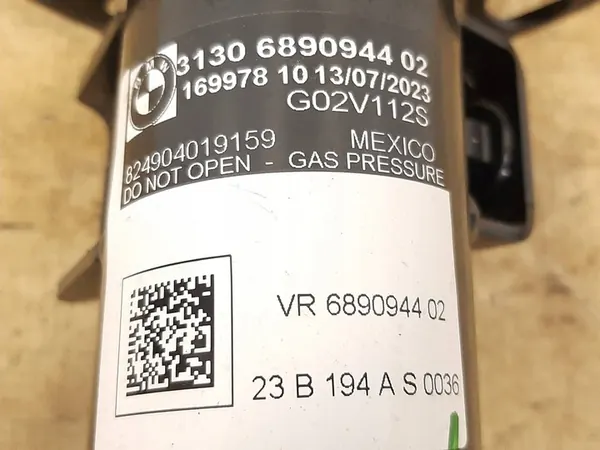 BMW
3130 6890944 02
169978 10 13/07/2023
G02V112S
824904019159 MEXICO
DO NOT OPEN - GAS PRESSURE
VR 6890944 02
23 B 194 A S 0036